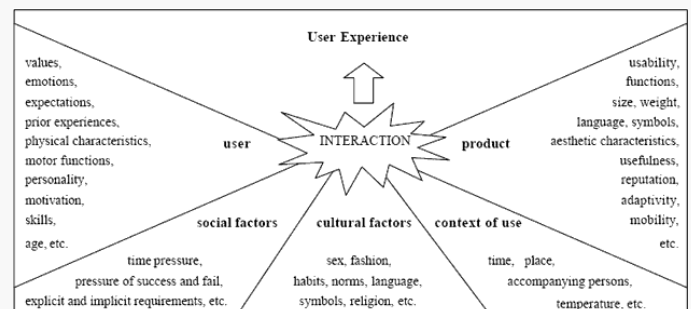 User Experience
INTERACTION
user
values,
emotions,
expectations,
prior experiences,
physical characteristics,
motor functions,
personality,
motivation,
skills,
age, etc.
product
usability,
functions,
size, weight,
language, symbols,
aesthetic characteristics,
usefulness,
reputation,
adaptivity,
mobility,
etc.
social factors
time pressure,
pressure of success and fail,
explicit and implicit requirements, etc.
cultural factors
sex, fashion,
habits, norms, language,
symbols, religion, etc.
context of use
time, place,
accompanying persons,
temperature, etc.